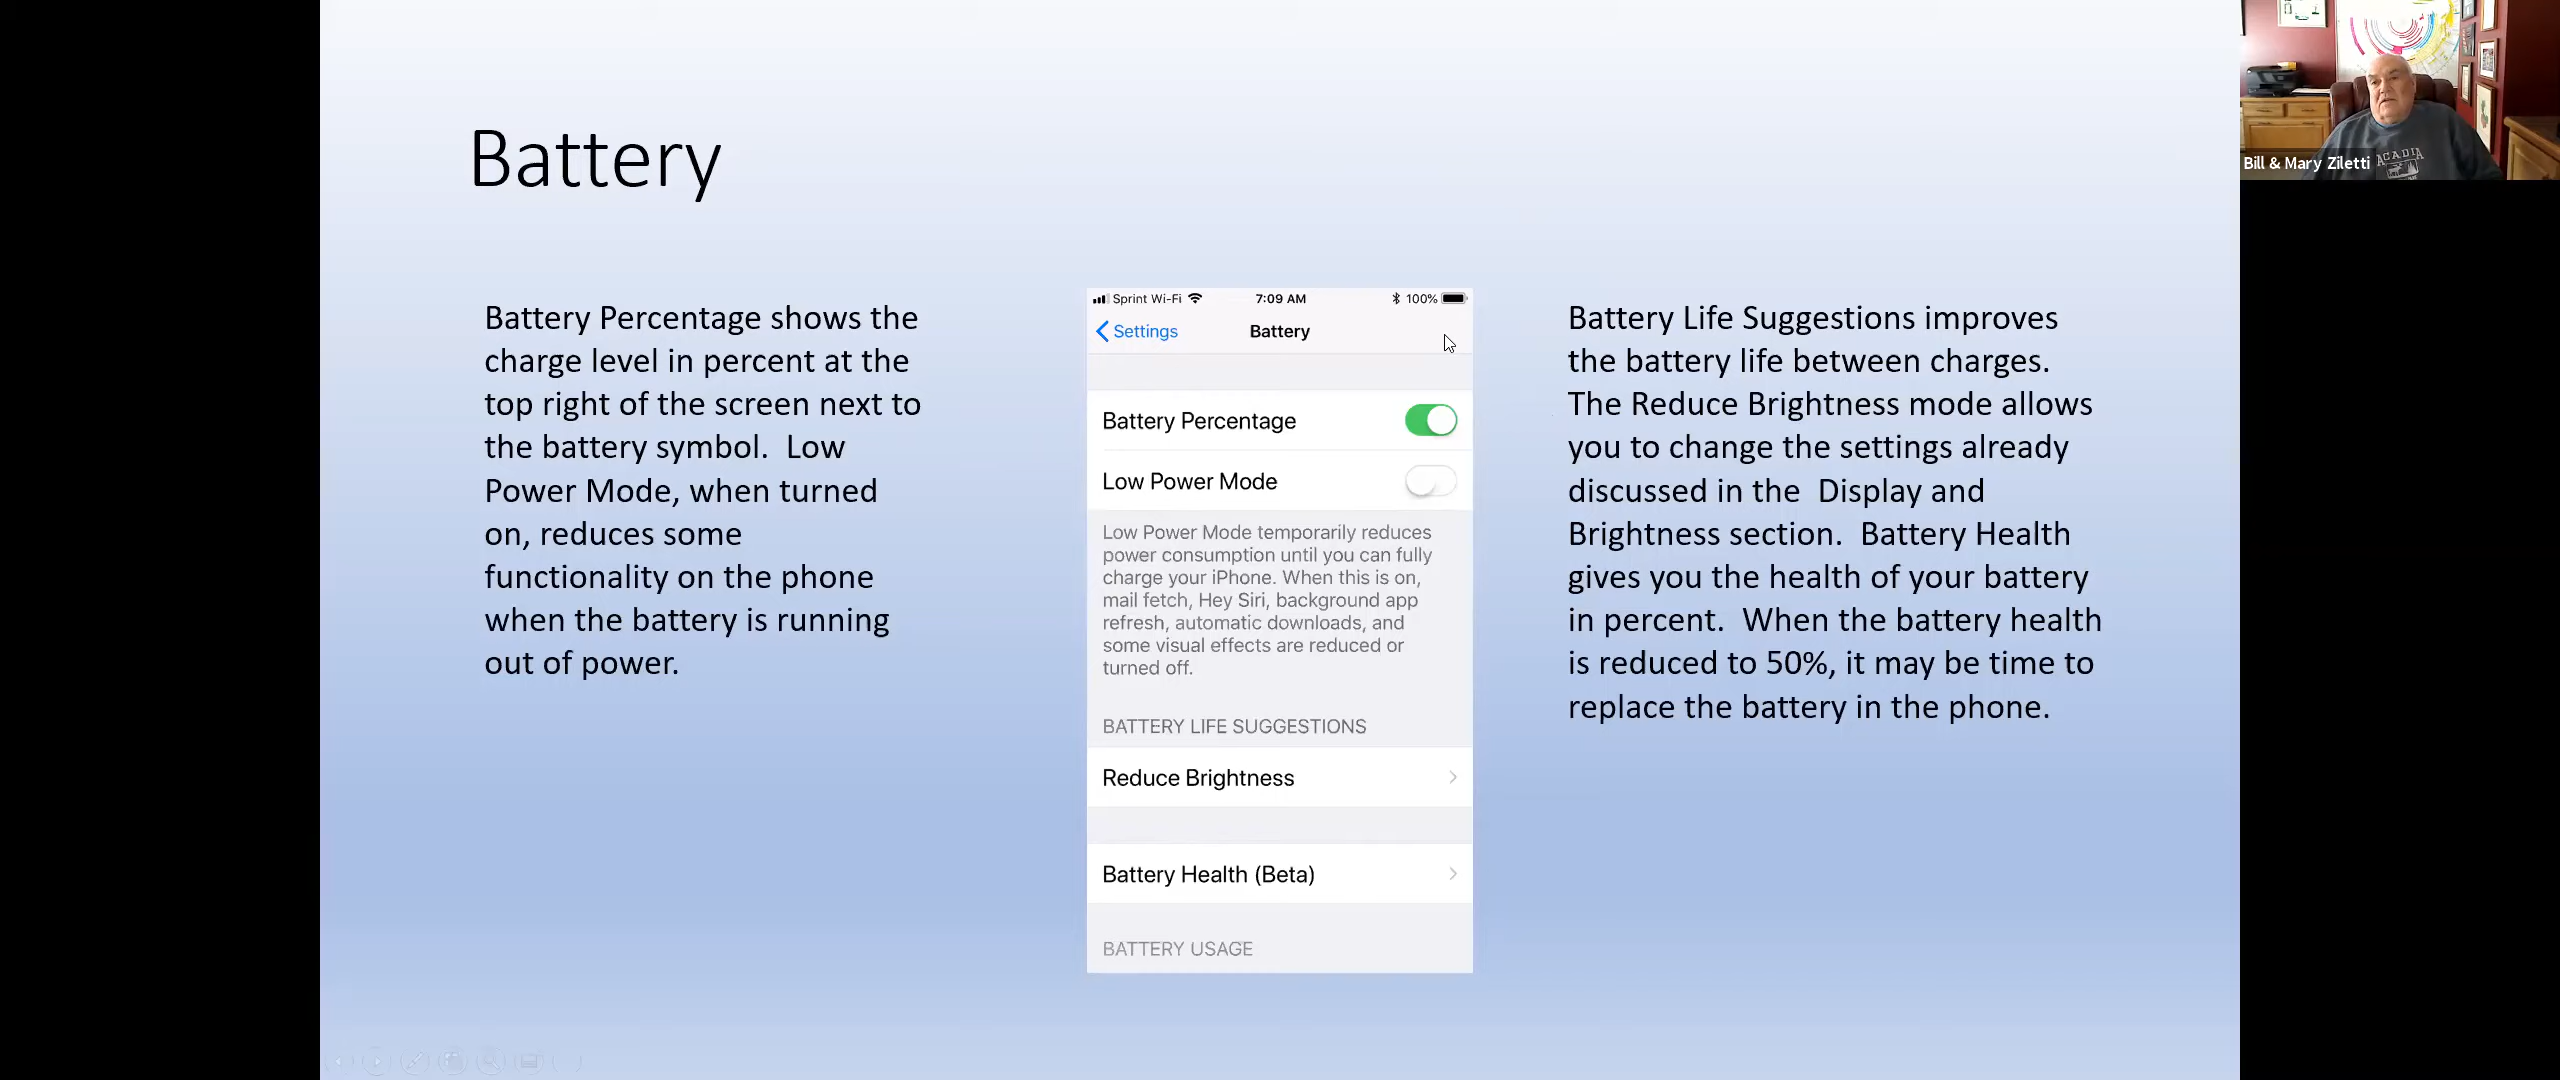 Battery
Battery Percentage shows the
charge level in percent at the
top right of the screen next to
the battery symbol.  Low
Power Mode, when turned
on, reduces some
functionality on the phone
when the battery is running
out of power.
Sprint Wi-Fi 7:09 AM 100%
Settings Battery
Battery Percentage
Low Power Mode
Low Power Mode temporarily reduces
power consumption until you can fully
charge your iPhone. When this is on,
mail fetch, Hey Siri, background app
refresh, automatic downloads, and
some visual effects are reduced or
turned off.
BATTERY LIFE SUGGESTIONS
Reduce Brightness
Battery Health (Beta)
BATTERY USAGE
Battery Life Suggestions improves
the battery life between charges.
The Reduce Brightness mode allows
you to change the settings already
discussed in the  Display and
Brightness section.  Battery Health
gives you the health of your battery
in percent.  When the battery health
is reduced to 50%, it may be time to
replace the battery in the phone.
Bill & Mary Ziletti
ACADIA